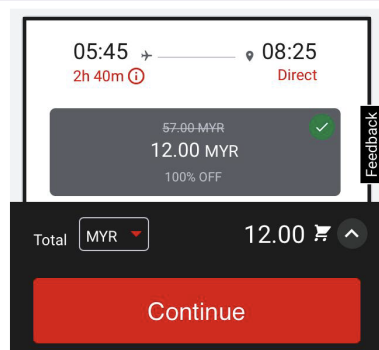 05:45 08:25
2h 40m Direct
57.00 MYR
12.00 MYR
100% OFF
Feedback
Total MYR 12.00
Continue